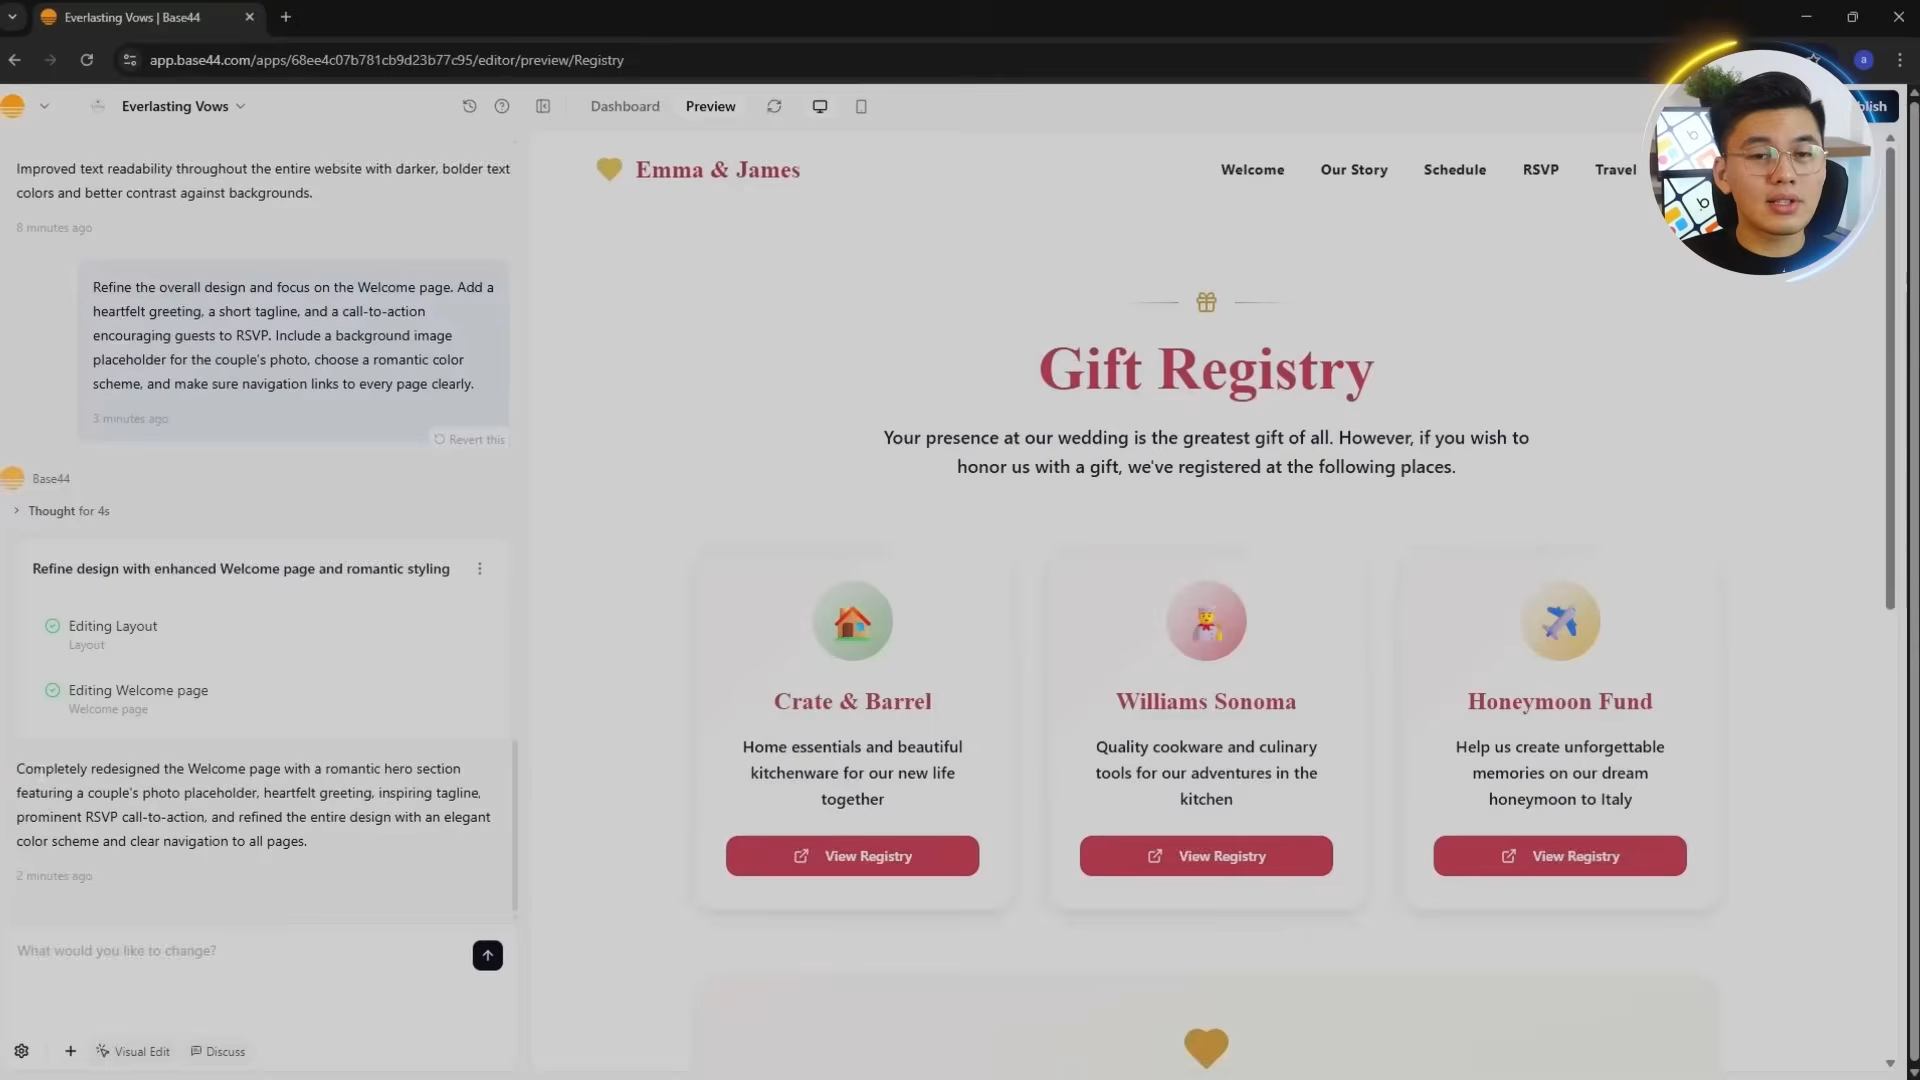 Everlasting Vows | Base44
app.base44.com/apps/68ee4c07b781cb9d23b77c95/editor/preview/Registry
a
Everlasting Vows
Dashboard
Preview
blish
Improved text readability throughout the entire website with darker, bolder text
colors and better contrast against backgrounds.
8 minutes ago
Refine the overall design and focus on the Welcome page. Add a
heartfelt greeting, a short tagline, and a call-to-action
encouraging guests to RSVP. Include a background image
placeholder for the couple's photo, choose a romantic color
scheme, and make sure navigation links to every page clearly.
3 minutes ago
Revert this
Base44
Thought for 4s
Refine design with enhanced Welcome page and romantic styling
Editing Layout
Layout
Editing Welcome page
Welcome page
Completely redesigned the Welcome page with a romantic hero section
featuring a couple's photo placeholder, heartfelt greeting, inspiring tagline,
prominent RSVP call-to-action, and refined the entire design with an elegant
color scheme and clear navigation to all pages.
2 minutes ago
What would you like to change?
Visual Edit
Discuss
Emma & James
Welcome
Our Story
Schedule
RSVP
Travel
Gift Registry
Your presence at our wedding is the greatest gift of all. However, if you wish to
honor us with a gift, we've registered at the following places.
Crate & Barrel
Home essentials and beautiful
kitchenware for our new life
together
View Registry
Williams Sonoma
Quality cookware and culinary
tools for our adventures in the
kitchen
View Registry
Honeymoon Fund
Help us create unforgettable
memories on our dream
honeymoon to Italy
View Registry